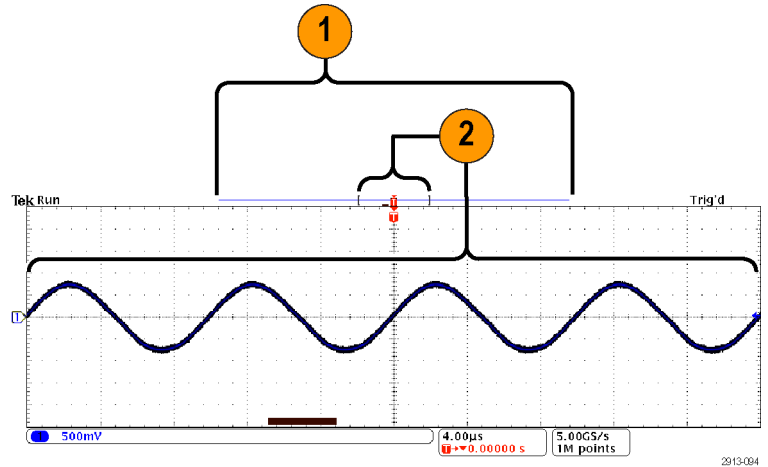 1
2
Tek Run
T
Trig'd
T
T
500mV
4.00µs
T→▼0.00000 s
5.00GS/s
1M points
2913-094